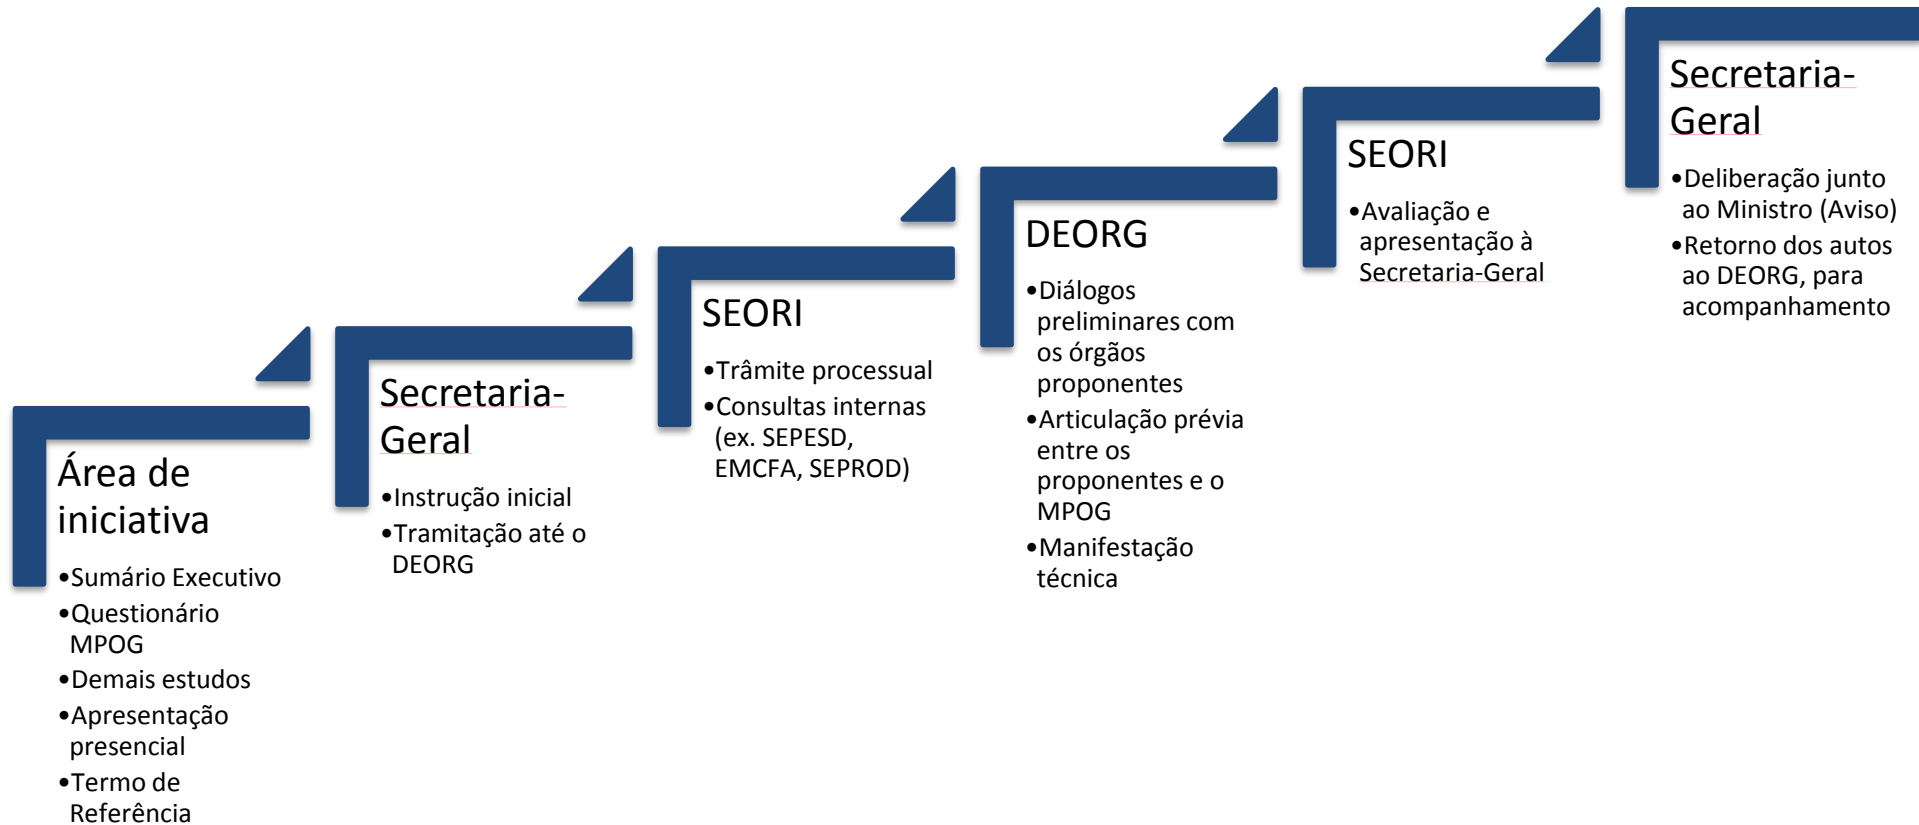 Área de
iniciativa
•Sumário Executivo
•Questionário
MPOG
•Demais estudos
•Apresentação
presencial
•Termo de
Referência
Secretaria-
Geral
•Instrução inicial
•Tramitação até o
DEORG
SEORI
•Trâmite processual
•Consultas internas
(ex. SEPESD,
EMCFA, SEPROD)
DEORG
•Diálogos
preliminares com
os órgãos
proponentes
•Articulação prévia
entre os
proponentes e o
MPOG
•Manifestação
técnica
SEORI
•Avaliação e
apresentação à
Secretaria-Geral
Secretaria-
Geral
•Deliberação junto
ao Ministro (Aviso)
•Retorno dos autos
ao DEORG, para
acompanhamento